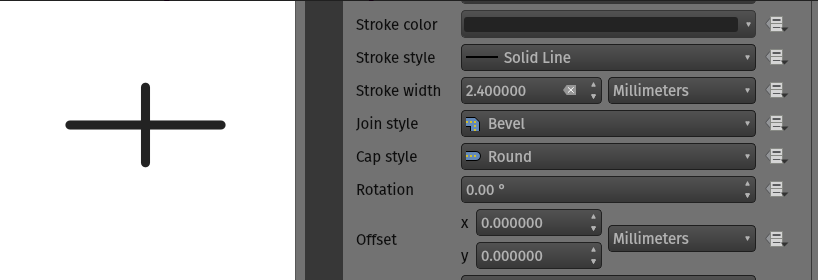 Stroke color
Stroke style Solid Line
Stroke width 2.400000 Millimeters
Join style Bevel
Cap style Round
Rotation 0.00 °
x 0.000000
Offset Millimeters
y 0.000000